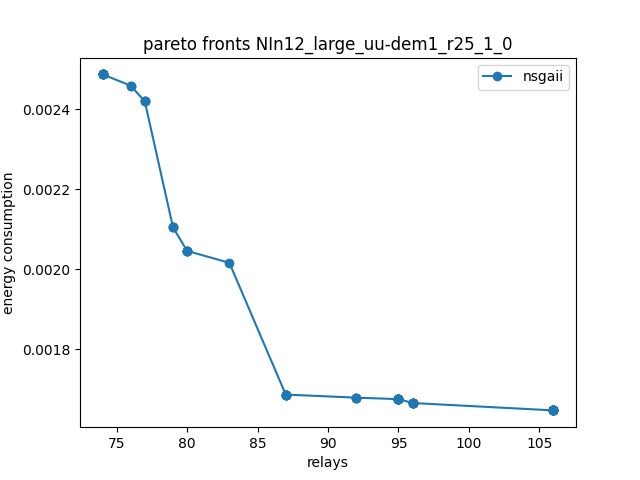 pareto fronts NIn12_large_uu-dem1_r25_1_0
nsgaii
energy consumption
0.0024
0.0022
0.0020
0.0018
75 80 85 90 95 100 105
relays